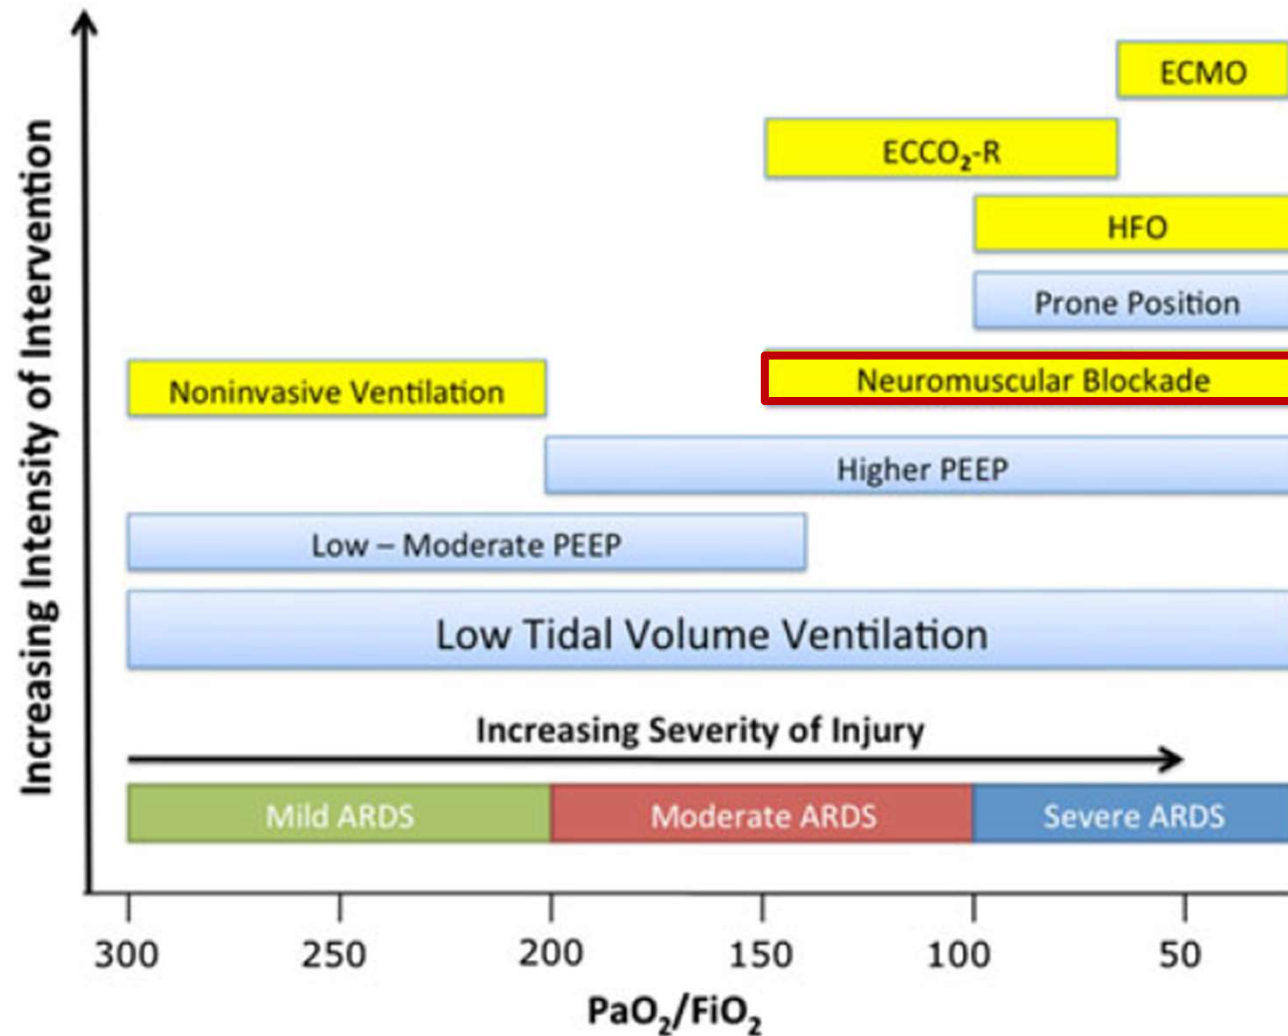 Increasing Intensity of Intervention
ECMO
ECCO₂-R
HFO
Prone Position
Noninvasive Ventilation
Neuromuscular Blockade
Higher PEEP
Low – Moderate PEEP
Low Tidal Volume Ventilation
Increasing Severity of Injury
Mild ARDS Moderate ARDS Severe ARDS
300 250 200 150 100 50
PaO₂/FiO₂